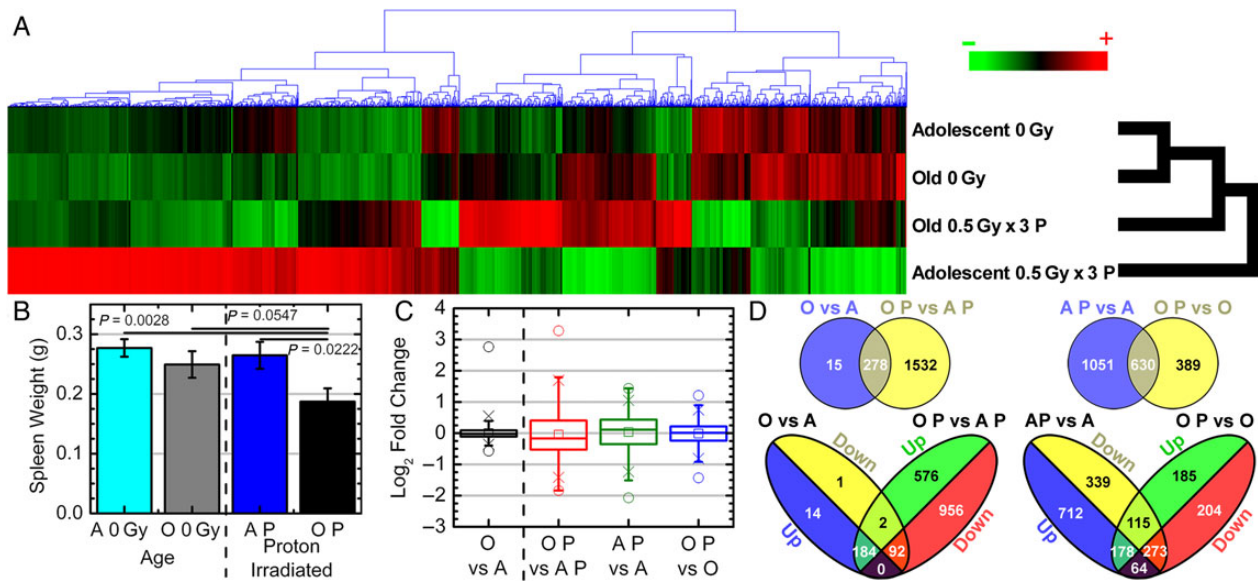 A
- +
Adolescent 0 Gy
Old 0 Gy
Old 0.5 Gy x 3 P
Adolescent 0.5 Gy x 3 P
B
Spleen Weight (g)
0.3
0.2
0.1
0.0
P = 0.0028
P = 0.0547
P = 0.0222
A 0 Gy O 0 Gy A P O P
Age
Proton
Irradiated
C
Log2 Fold Change
4
3
2
1
0
−1
−2
−3
O
vs A
O P
vs A P
A P
vs A
O P
vs O
D
O vs A O P vs A P
15 278 1532
A P vs A O P vs O
1051 630 389
O vs A O P vs A P
Down Up
1 576
14 2 956
Up 184 92 Down
0
AP vs A O P vs O
Down Up
339 185
712 115 204
Up 178 273 Down
64